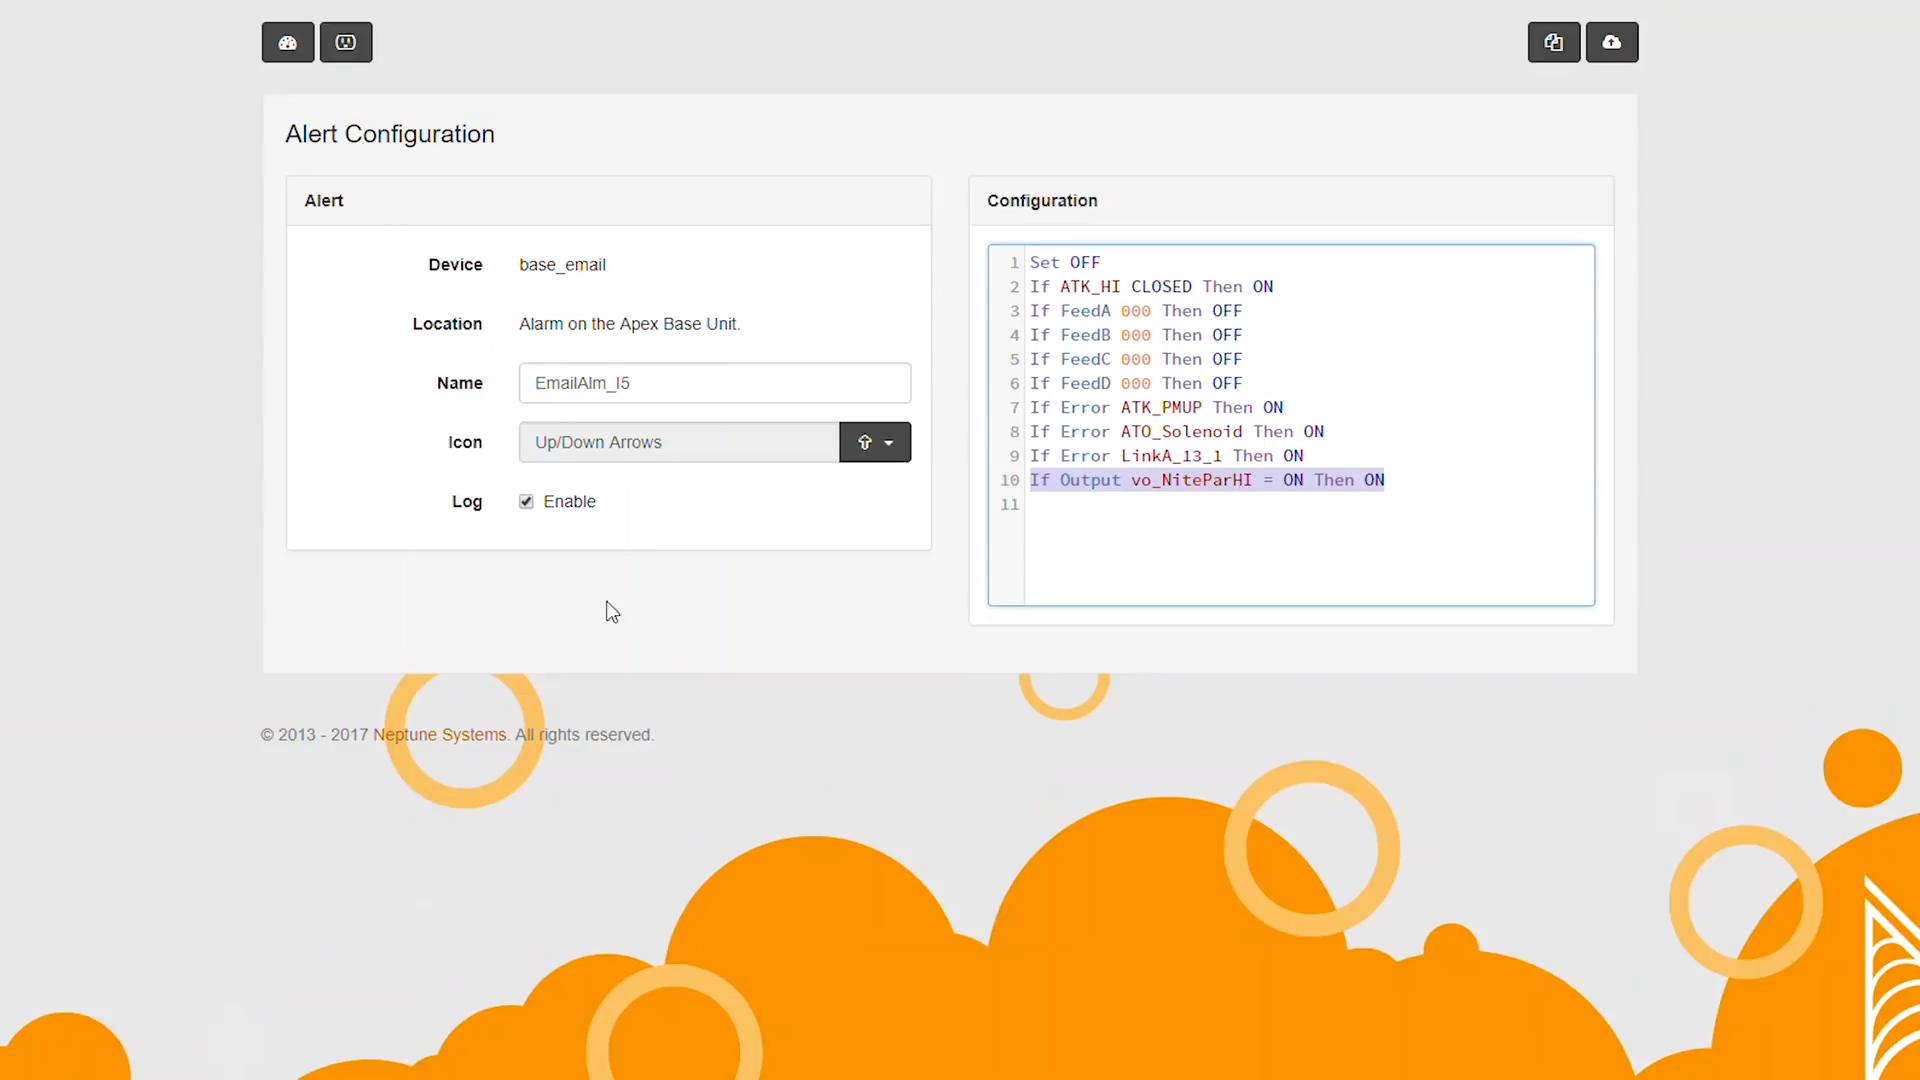 Alert Configuration
Alert
Device base_email
Location Alarm on the Apex Base Unit.
Name EmailAlm_I5
Icon Up/Down Arrows
Log Enable
Configuration
1 Set OFF
2 If ATK_HI CLOSED Then ON
3 If FeedA 000 Then OFF
4 If FeedB 000 Then OFF
5 If FeedC 000 Then OFF
6 If FeedD 000 Then OFF
7 If Error ATK_PMUP Then ON
8 If Error ATO_Solenoid Then ON
9 If Error LinkA_13_1 Then ON
10 If Output vo_NiteParHI = ON Then ON
11
© 2013 - 2017 Neptune Systems. All rights reserved.